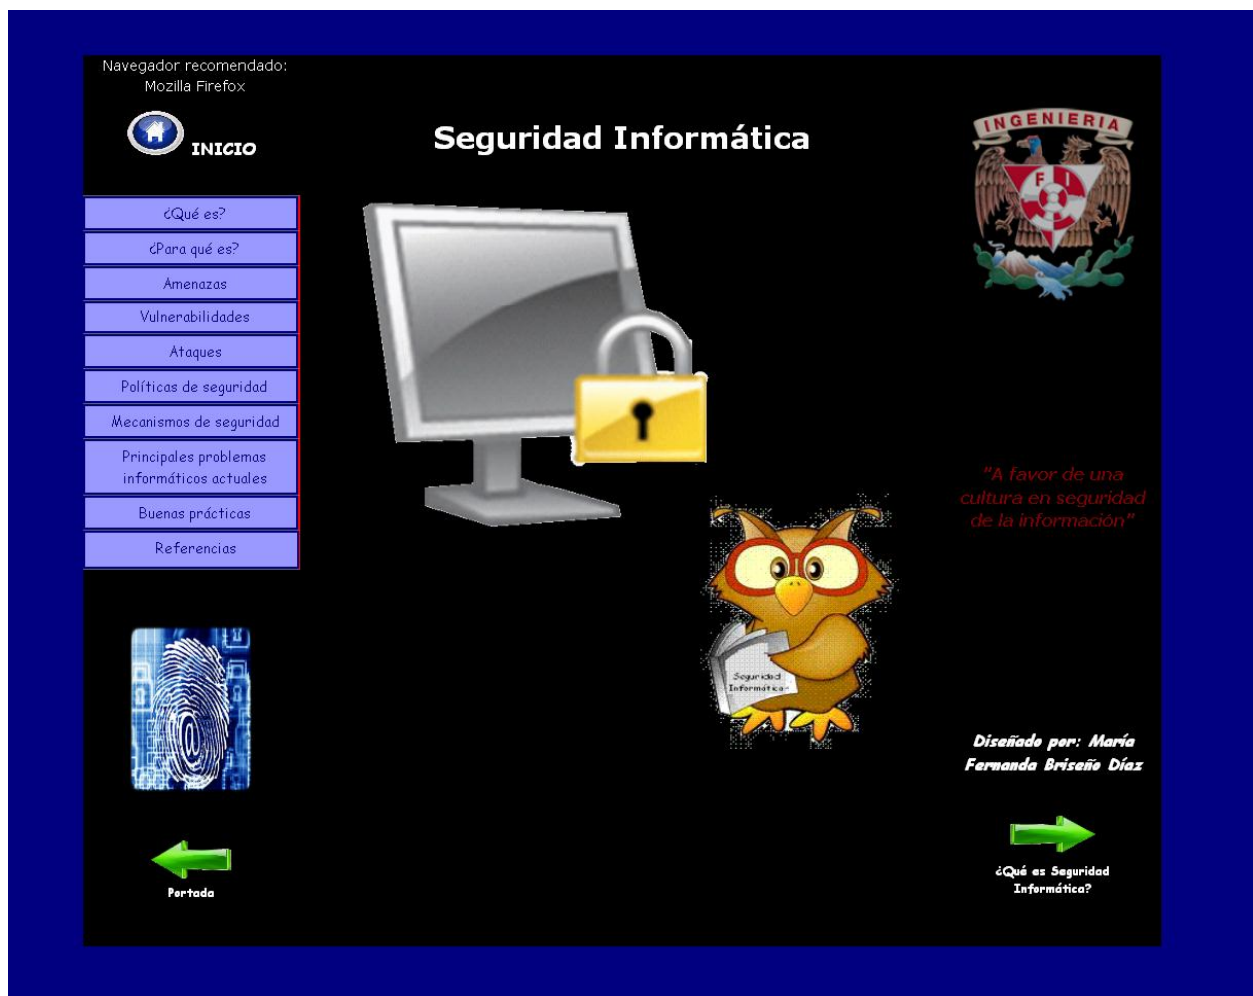 Navegador recomendado:
Mozilla Firefox
INICIO
Seguridad Informática
INGENIERIA
F I
¿Qué es?
¿Para qué es?
Amenazas
Vulnerabilidades
Ataques
Políticas de seguridad
Mecanismos de seguridad
Principales problemas
informáticos actuales
Buenas prácticas
Referencias
"A favor de una
cultura en seguridad
de la información"
Seguridad
Informática
@
Diseñado por: María
Fernanda Briseño Díaz
Portada
¿Qué es Seguridad
Informática?